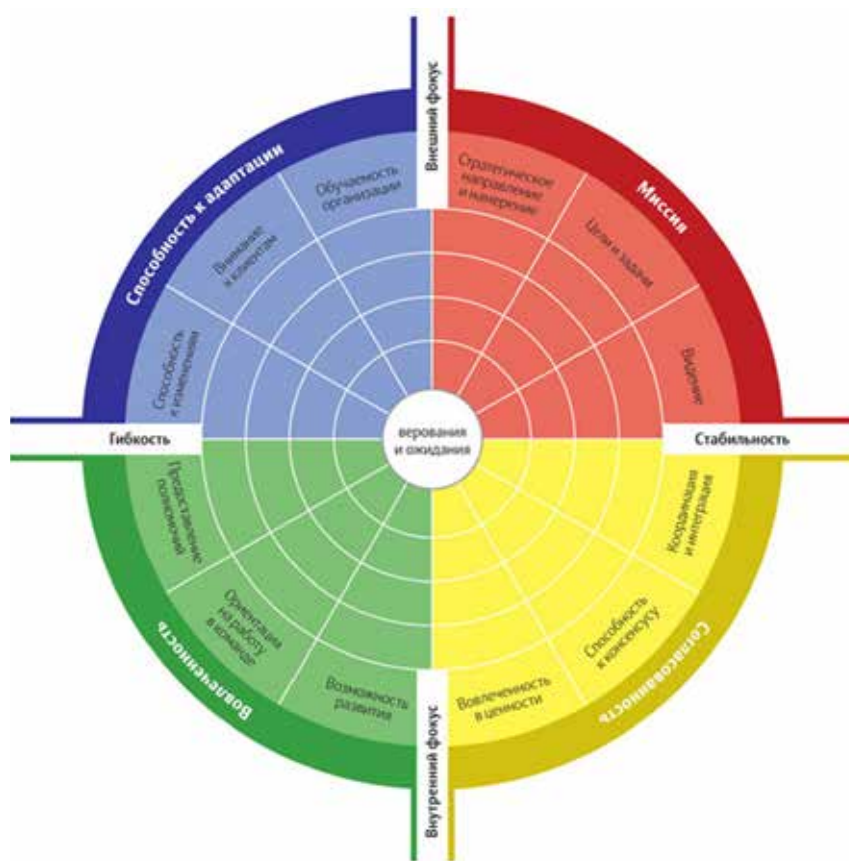 Внешний фокус
Способность к адаптации
Миссия
Обучаемость
организации
Стратегическое
направление
и намерение
Внимание
к клиентам
Цели и задачи
Способность
к изменениям
Видение
Гибкость
верования
и ожидания
Стабильность
Предоставление
полномочий
Координация
и интеграция
Ориентация
на работу
в команде
Способность
к консенсусу
Возможность
развития
Вовлеченность
в ценности
Вовлеченность
Согласованность
Внутренний фокус